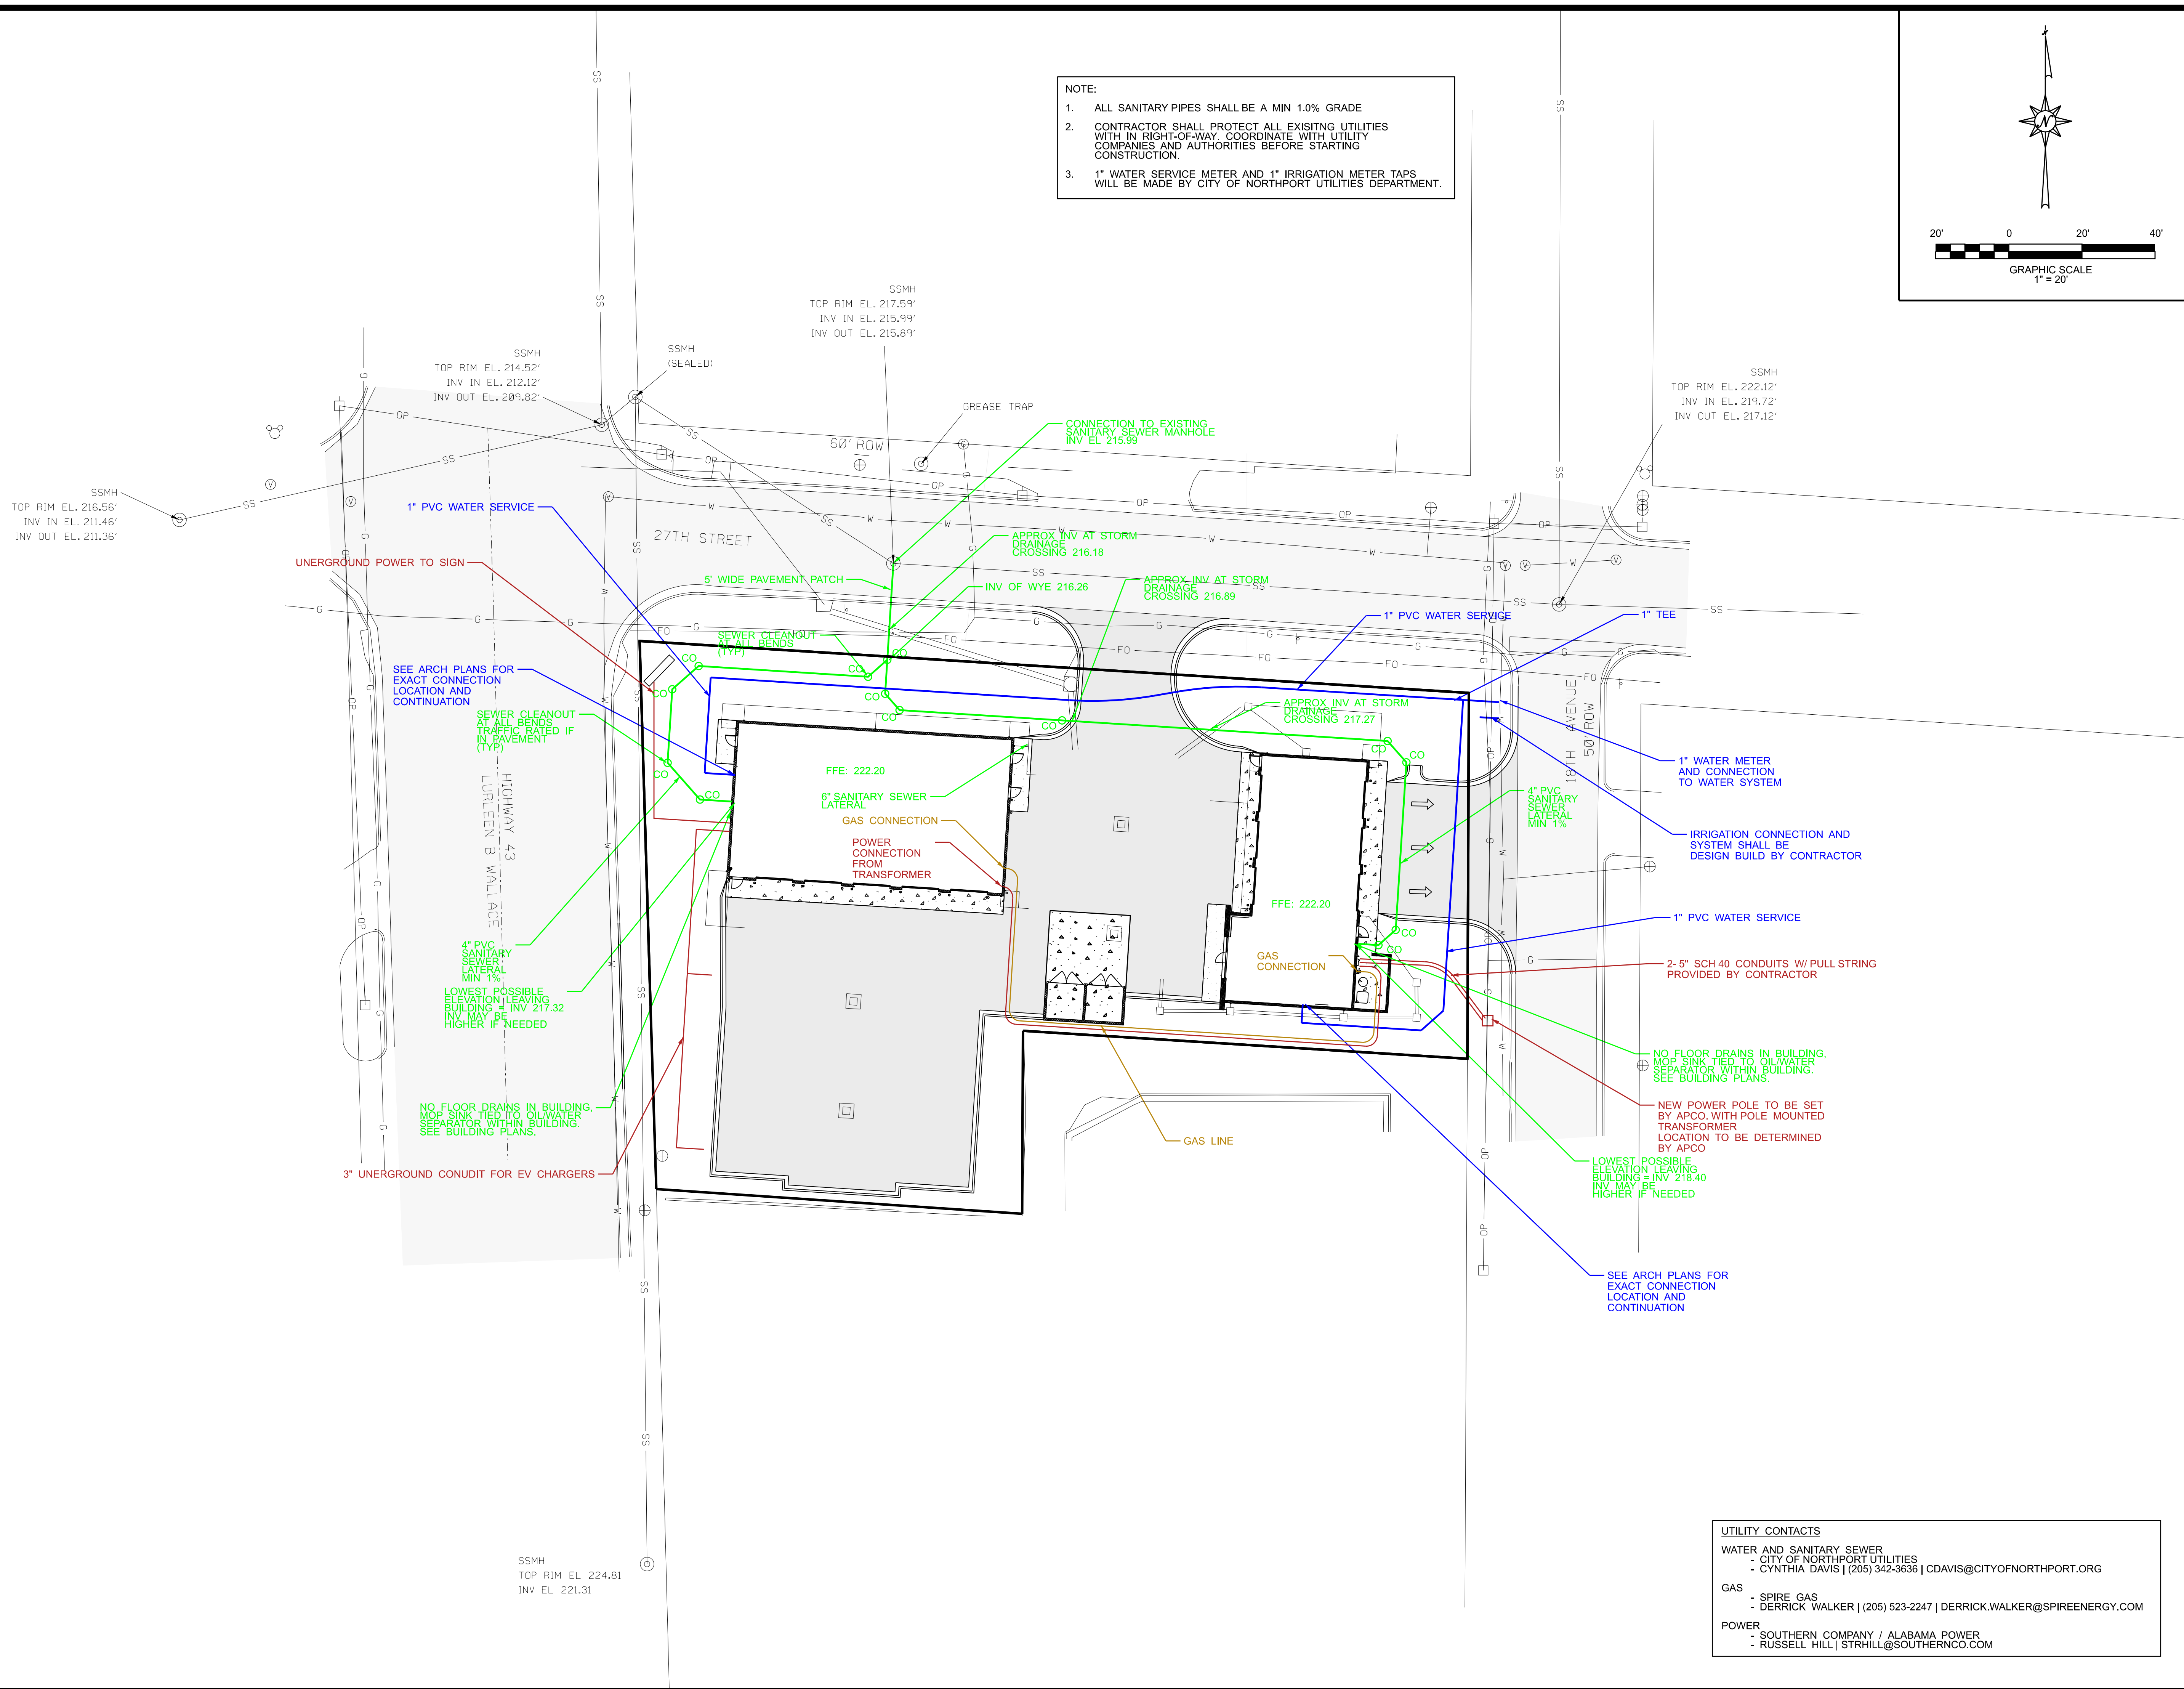 NOTE:
1. ALL SANITARY PIPES SHALL BE A MIN 1.0% GRADE
2. CONTRACTOR SHALL PROTECT ALL EXISITNG UTILITIES
WITH IN RIGHT-OF-WAY. COORDINATE WITH UTILITY
COMPANIES AND AUTHORITIES BEFORE STARTING
CONSTRUCTION.
3. 1" WATER SERVICE METER AND 1" IRRIGATION METER TAPS
WILL BE MADE BY CITY OF NORTHPORT UTILITIES DEPARTMENT.
N
20' 0 20' 40'
GRAPHIC SCALE
1" = 20'
SSMH
TOP RIM EL. 217.59'
INV IN EL. 215.99'
INV OUT EL. 215.89'
SSMH
(SEALED)
SSMH
TOP RIM EL. 214.52'
INV IN EL. 212.12'
INV OUT EL. 209.82'
SSMH
TOP RIM EL. 222.12'
INV IN EL. 219.72'
INV OUT EL. 217.12'
GREASE TRAP
CONNECTION TO EXISTING
SANITARY SEWER MANHOLE
INV EL 215.99
60' ROW
SSMH
TOP RIM EL. 216.56'
INV IN EL. 211.46'
INV OUT EL. 211.36'
1" PVC WATER SERVICE
27TH STREET
APPROX INV AT STORM
DRAINAGE
CROSSING 216.18
UNERGROUND POWER TO SIGN
5' WIDE PAVEMENT PATCH
INV OF WYE 216.26
APPROX INV AT STORM
DRAINAGE
CROSSING 216.89
1" PVC WATER SERVICE
1" TEE
SEWER CLEANOUT
AT ALL BENDS
(TYP)
SEE ARCH PLANS FOR
EXACT CONNECTION
LOCATION AND
CONTINUATION
SEWER CLEANOUT
AT ALL BENDS
TRAFFIC RATED IF
IN PAVEMENT
(TYP)
APPROX INV AT STORM
DRAINAGE
CROSSING 217.27
18TH AVENUE
50' ROW
1" WATER METER
AND CONNECTION
TO WATER SYSTEM
FFE: 222.20
6" SANITARY SEWER
LATERAL
4" PVC
SANITARY
SEWER
LATERAL
MIN 1%
GAS CONNECTION
POWER
CONNECTION
FROM
TRANSFORMER
IRRIGATION CONNECTION AND
SYSTEM SHALL BE
DESIGN BUILD BY CONTRACTOR
HIGHWAY 43
LURLEEN B WALLACE
FFE: 222.20
1" PVC WATER SERVICE
4" PVC
SANITARY
SEWER
LATERAL
MIN 1%
GAS
CONNECTION
2- 5" SCH 40 CONDUITS W/ PULL STRING
PROVIDED BY CONTRACTOR
LOWEST POSSIBLE
ELEVATION LEAVING
BUILDING = INV 217.32
INV MAY BE
HIGHER IF NEEDED
NO FLOOR DRAINS IN BUILDING.
MOP SINK TIED TO OIL/WATER
SEPARATOR WITHIN BUILDING.
SEE BUILDING PLANS.
NO FLOOR DRAINS IN BUILDING.
MOP SINK TIED TO OIL/WATER
SEPARATOR WITHIN BUILDING.
SEE BUILDING PLANS.
NEW POWER POLE TO BE SET
BY APCO. WITH POLE MOUNTED
TRANSFORMER
LOCATION TO BE DETERMINED
BY APCO
GAS LINE
3" UNERGROUND CONUDIT FOR EV CHARGERS
LOWEST POSSIBLE
ELEVATION LEAVING
BUILDING = INV 218.40
INV MAY BE
HIGHER IF NEEDED
SEE ARCH PLANS FOR
EXACT CONNECTION
LOCATION AND
CONTINUATION
SSMH
TOP RIM EL 224.81
INV EL 221.31
UTILITY CONTACTS
WATER AND SANITARY SEWER
- CITY OF NORTHPORT UTILITIES
- CYNTHIA DAVIS | (205) 342-3636 | CDAVIS@CITYOFNORTHPORT.ORG
GAS
- SPIRE GAS
- DERRICK WALKER | (205) 523-2247 | DERRICK.WALKER@SPIREENERGY.COM
POWER
- SOUTHERN COMPANY / ALABAMA POWER
- RUSSELL HILL | STRHILL@SOUTHERNCO.COM